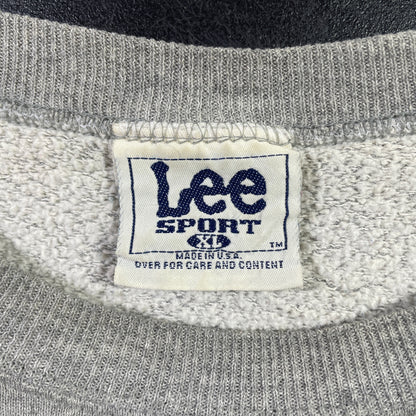 Lee
SPORT
XL
TM
MADE IN U.S.A.
OVER FOR CARE AND CONTENT